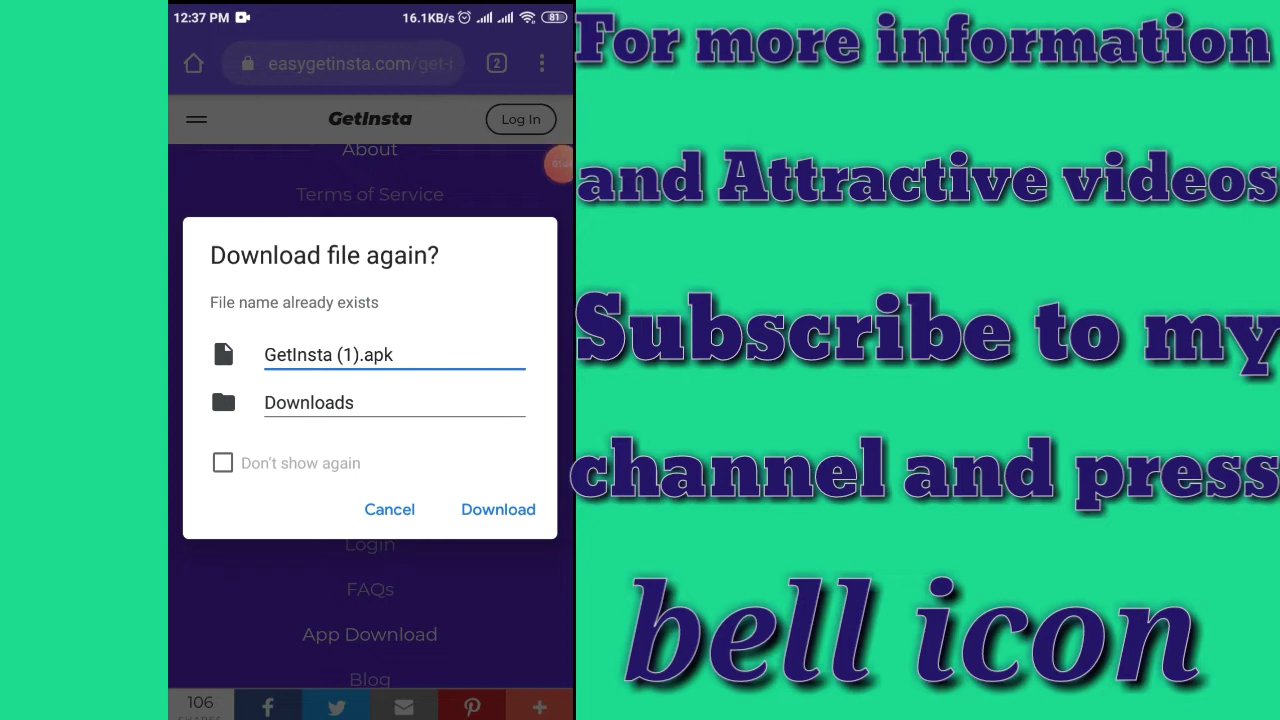 12:37 PM
16.1KB/s
81
easygetinsta.com/get-i
2
GetInsta
Log In
About
Terms of Service
Download file again?
File name already exists
GetInsta (1).apk
Downloads
Don't show again
Cancel
Download
Login
FAQs
App Download
Blog
106
SHARES
For more information
and Attractive videos
Subscribe to my
channel and press
bell icon